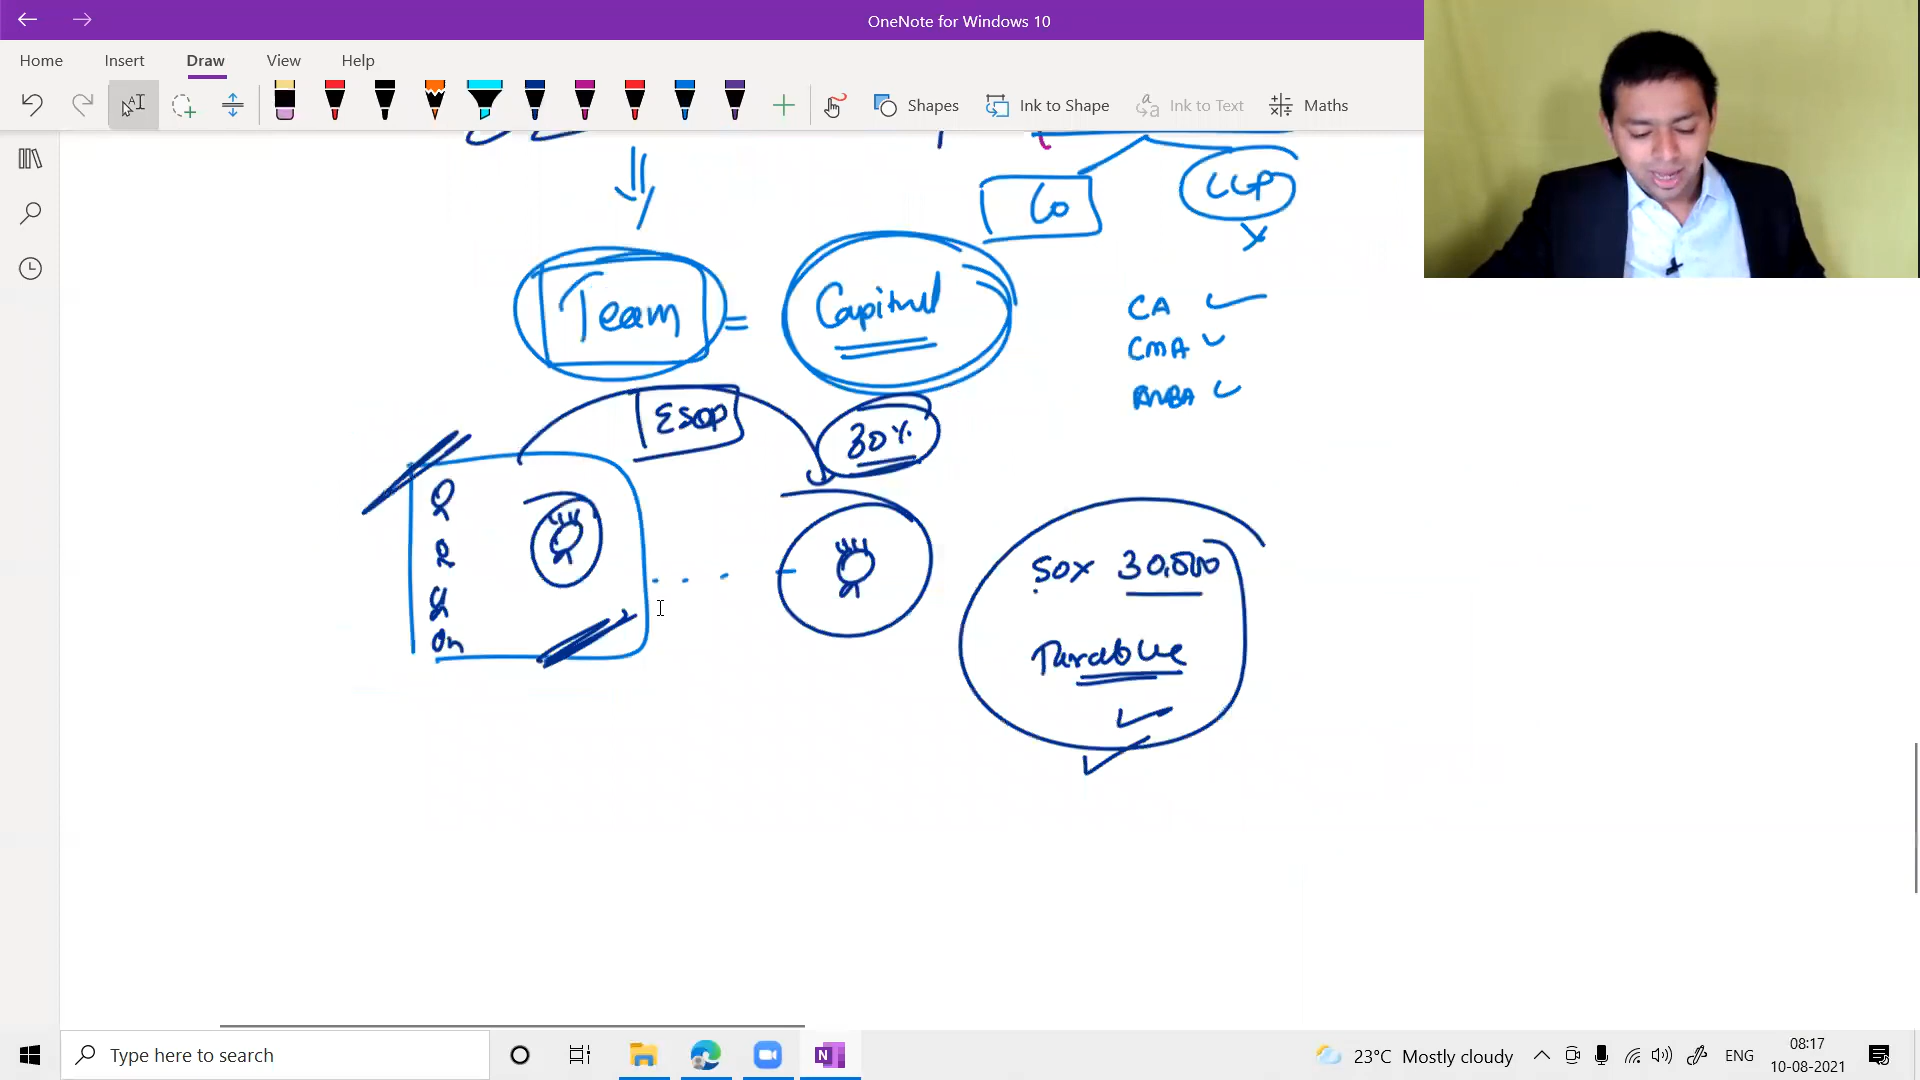 OneNote for Windows 10
Home Insert Draw View Help
Shapes Ink to Shape Ink to Text Maths
Co LLP
Team = Capital
CA
CMA
MBA
ESOP 30%
50x 30,000
Taxable
Type here to search
23°C Mostly cloudy ENG 08:17
10-08-2021